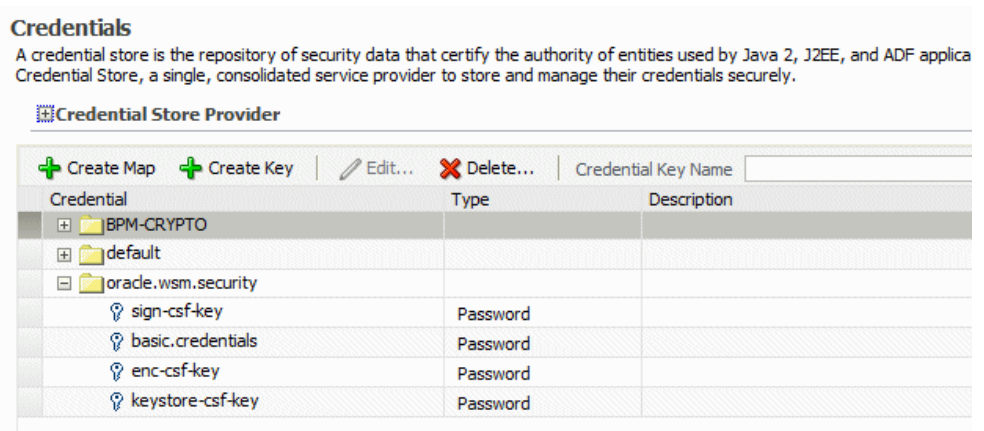 Credentials
A credential store is the repository of security data that certify the authority of entities used by Java 2, J2EE, and ADF applica
Credential Store, a single, consolidated service provider to store and manage their credentials securely.
Credential Store Provider
Create Map Create Key Edit... Delete... Credential Key Name
Credential Type Description
BPM-CRYPTO
default
oracle.wsm.security
sign-csf-key Password
basic.credentials Password
enc-csf-key Password
keystore-csf-key Password